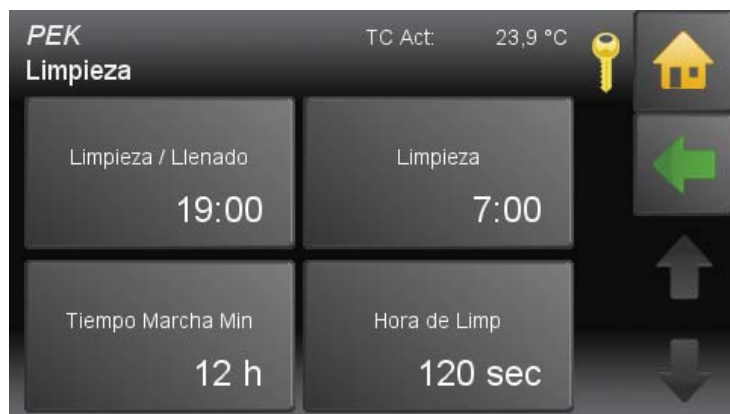 PEK TC Act: 23,9 °C
Limpieza
Limpieza / Llenado Limpieza
19:00 7:00
Tiempo Marcha Min Hora de Limp
12 h 120 sec